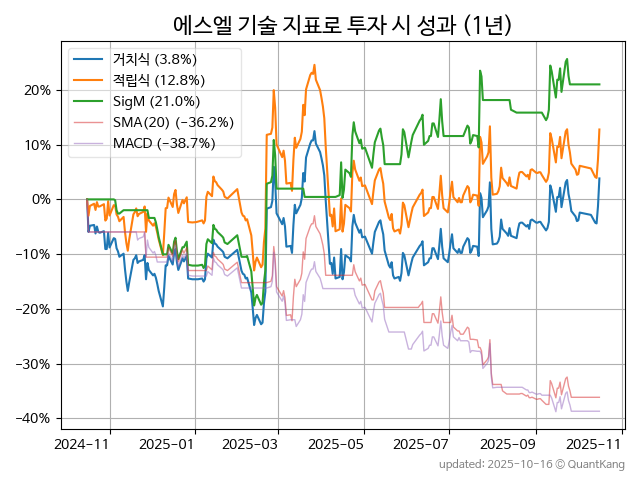 에스엘 기술 지표로 투자 시 성과 (1년)
거치식 (3.8%)
적립식 (12.8%)
SigM (21.0%)
SMA(20) (−36.2%)
MACD (−38.7%)
20%
10%
0%
−10%
−20%
−30%
−40%
2024-11 2025-01 2025-03 2025-05 2025-07 2025-09 2025-11
updated: 2025-10-16 ⓒ QuantKang